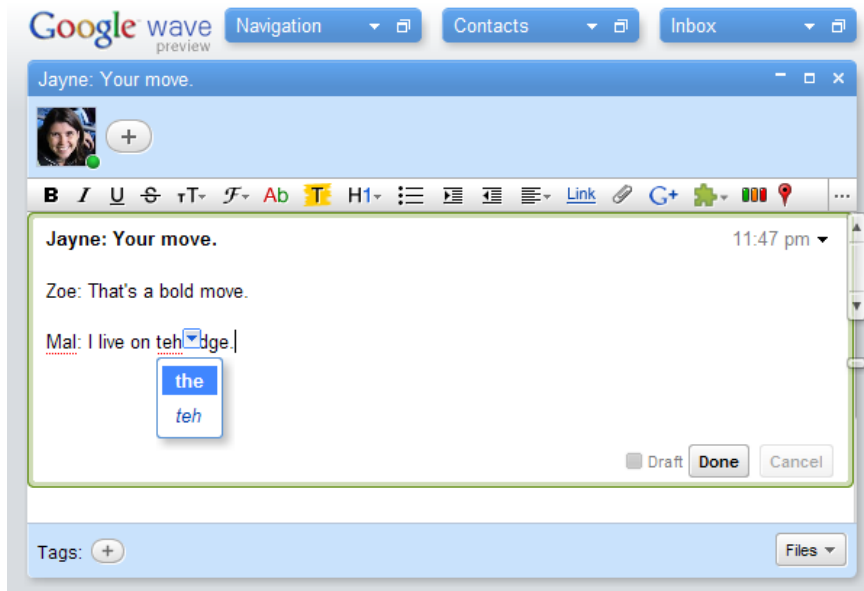 Google wave
preview
Navigation
Contacts
Inbox
Jayne: Your move.
B I U S TT F Ab T H1 Link G+ ...
Jayne: Your move.
11:47 pm
Zoe: That's a bold move.
Mal: I live on teh dge.
the
teh
Draft Done Cancel
Tags:
Files